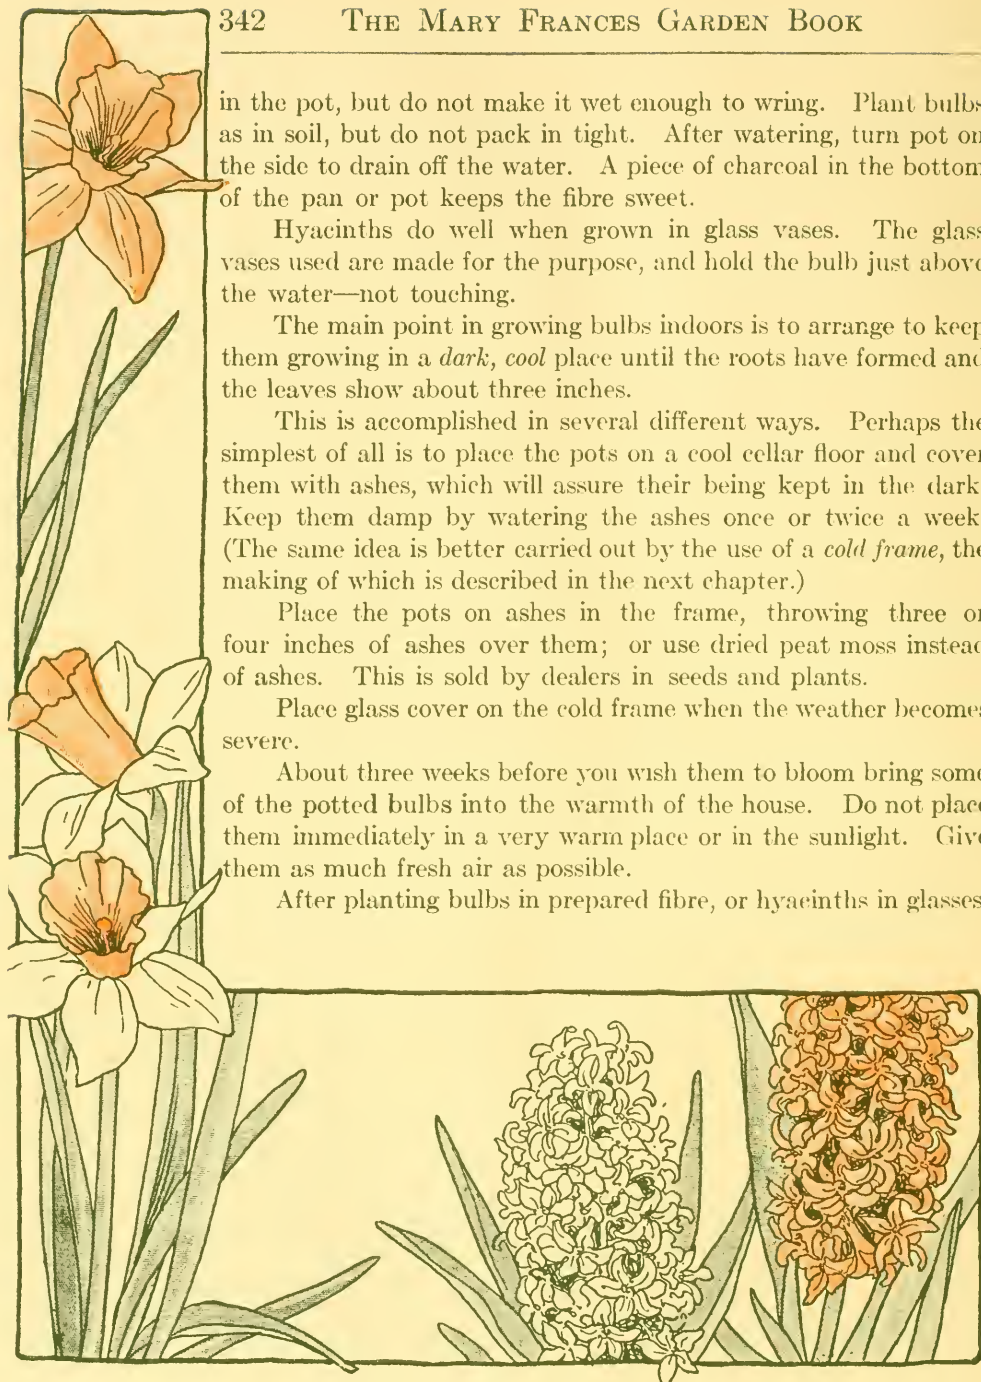 342 THE MARY FRANCES GARDEN BOOK
in the pot, but do not make it wet enough to wring. Plant bulbs
as in soil, but do not pack in tight. After watering, turn pot on
the side to drain off the water. A piece of charcoal in the bottom
of the pan or pot keeps the fibre sweet.
Hyacinths do well when grown in glass vases. The glass
vases used are made for the purpose, and hold the bulb just above
the water—not touching.
The main point in growing bulbs indoors is to arrange to keep
them growing in a dark, cool place until the roots have formed and
the leaves show about three inches.
This is accomplished in several different ways. Perhaps the
simplest of all is to place the pots on a cool cellar floor and cover
them with ashes, which will assure their being kept in the dark
Keep them damp by watering the ashes once or twice a week
(The same idea is better carried out by the use of a cold frame, the
making of which is described in the next chapter.)
Place the pots on ashes in the frame, throwing three or
four inches of ashes over them; or use dried peat moss instead
of ashes. This is sold by dealers in seeds and plants.
Place glass cover on the cold frame when the weather becomes
severe.
About three weeks before you wish them to bloom bring some
of the potted bulbs into the warmth of the house. Do not place
them immediately in a very warm place or in the sunlight. Give
them as much fresh air as possible.
After planting bulbs in prepared fibre, or hyacinths in glasses